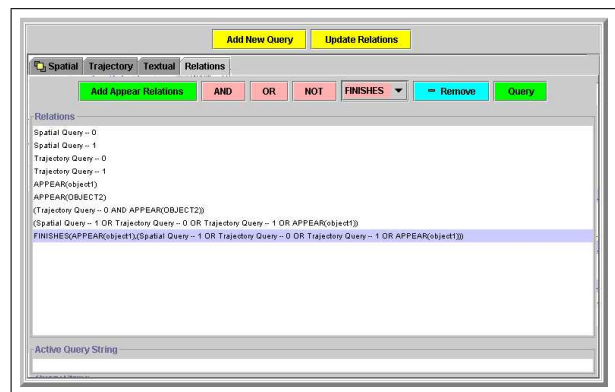 Add New Query Update Relations
Spatial Trajectory Textual Relations
Add Appear Relations AND OR NOT FINISHES Remove Query
Relations
Spatial Query -- 0
Spatial Query -- 1
Trajectory Query -- 0
Trajectory Query -- 1
APPEAR(object1)
APPEAR(OBJECT2)
(Trajectory Query -- 0 AND APPEAR(OBJECT2))
(Spatial Query -- 1 OR Trajectory Query -- 0 OR Trajectory Query -- 1 OR APPEAR(object1))
FINISHES(APPEAR(object1),(Spatial Query -- 1 OR Trajectory Query -- 0 OR Trajectory Query -- 1 OR APPEAR(object1)))
Active Query String